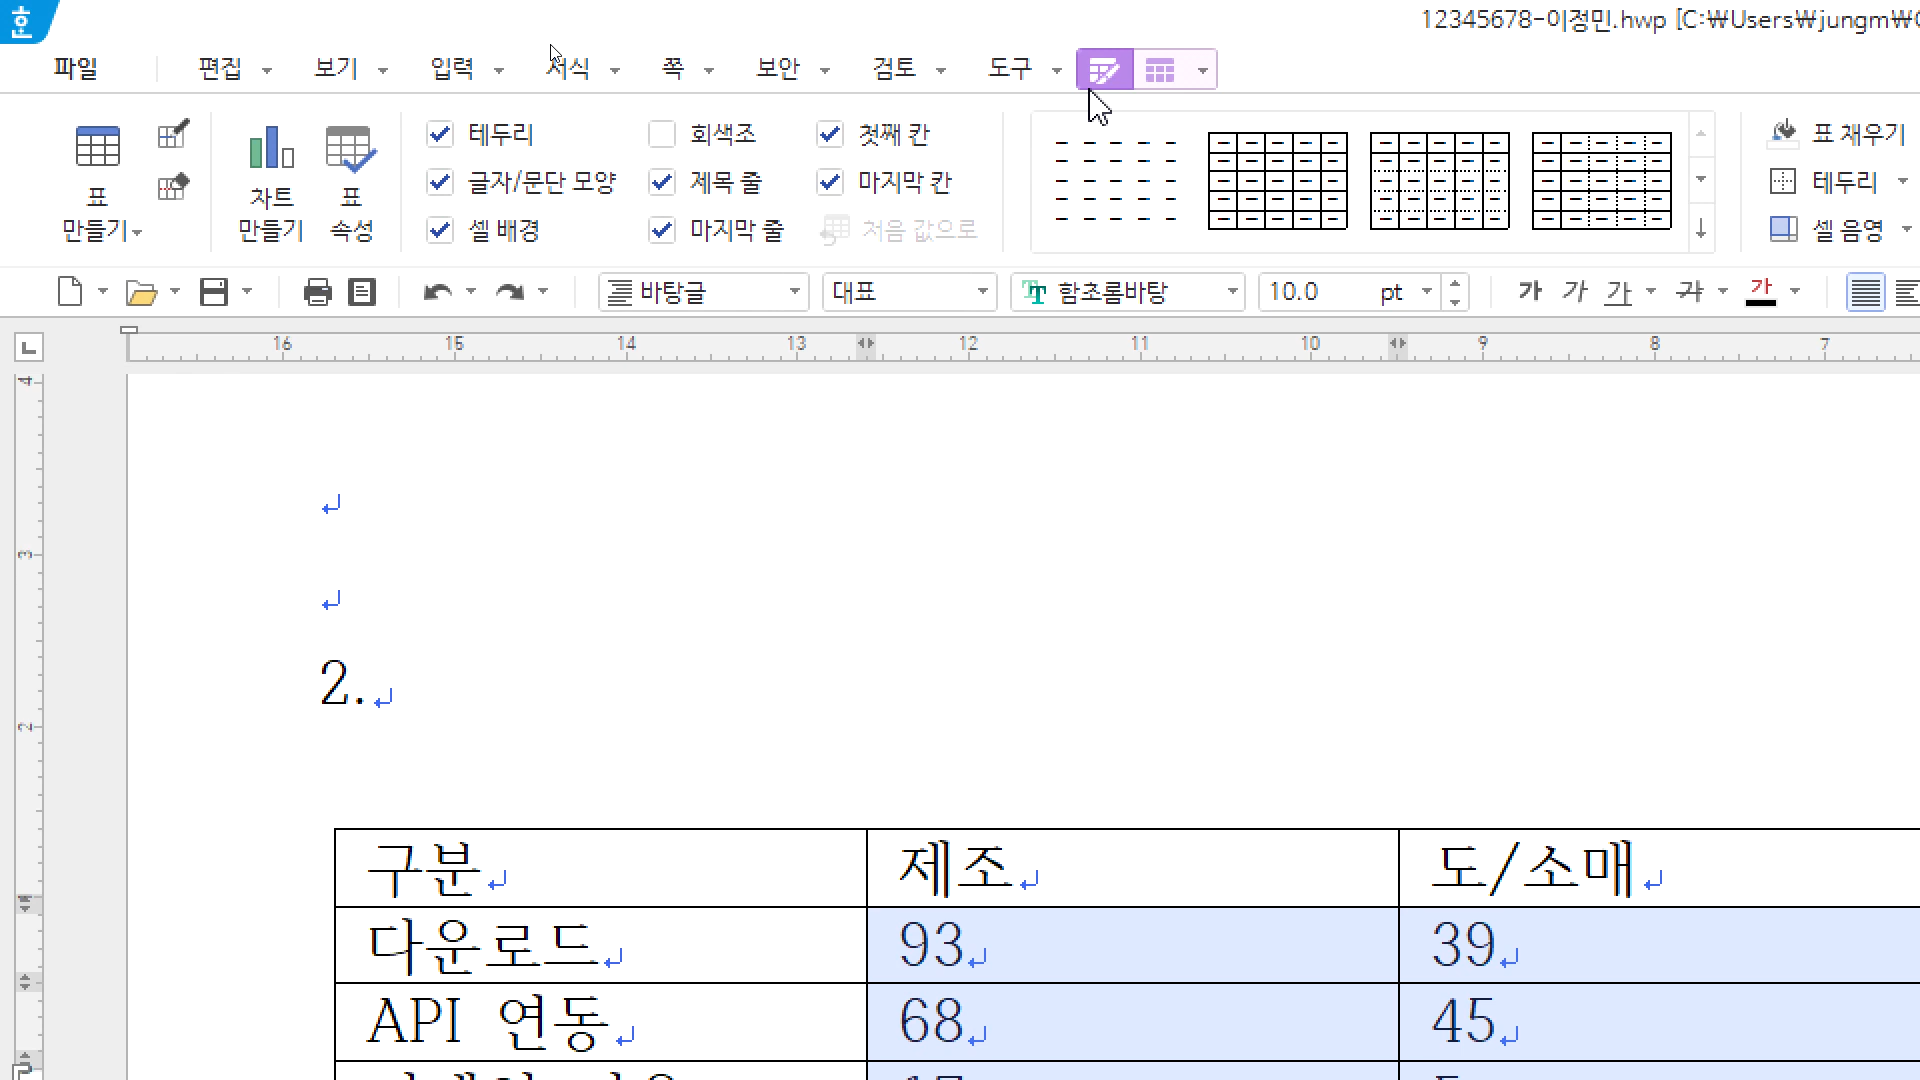 12345678-이정민.hwp [C:₩Users₩jungm₩
파일 편집 보기 입력 서식 쪽 보안 검토 도구
테두리 회색조 첫째 칸 표 채우기
글자/문단 모양 제목 줄 마지막 칸 테두리
셀 배경 마지막 줄 처음 값으로 셀 음영
표 만들기 차트 만들기 표 속성
바탕글 대표 함초롬바탕 10.0 pt 가 가 가 가 가
16 15 14 13 12 11 10 9 8 7
4
3
2
1
2.
구분 제조 도/소매
다운로드 93 39
API 연동 68 45